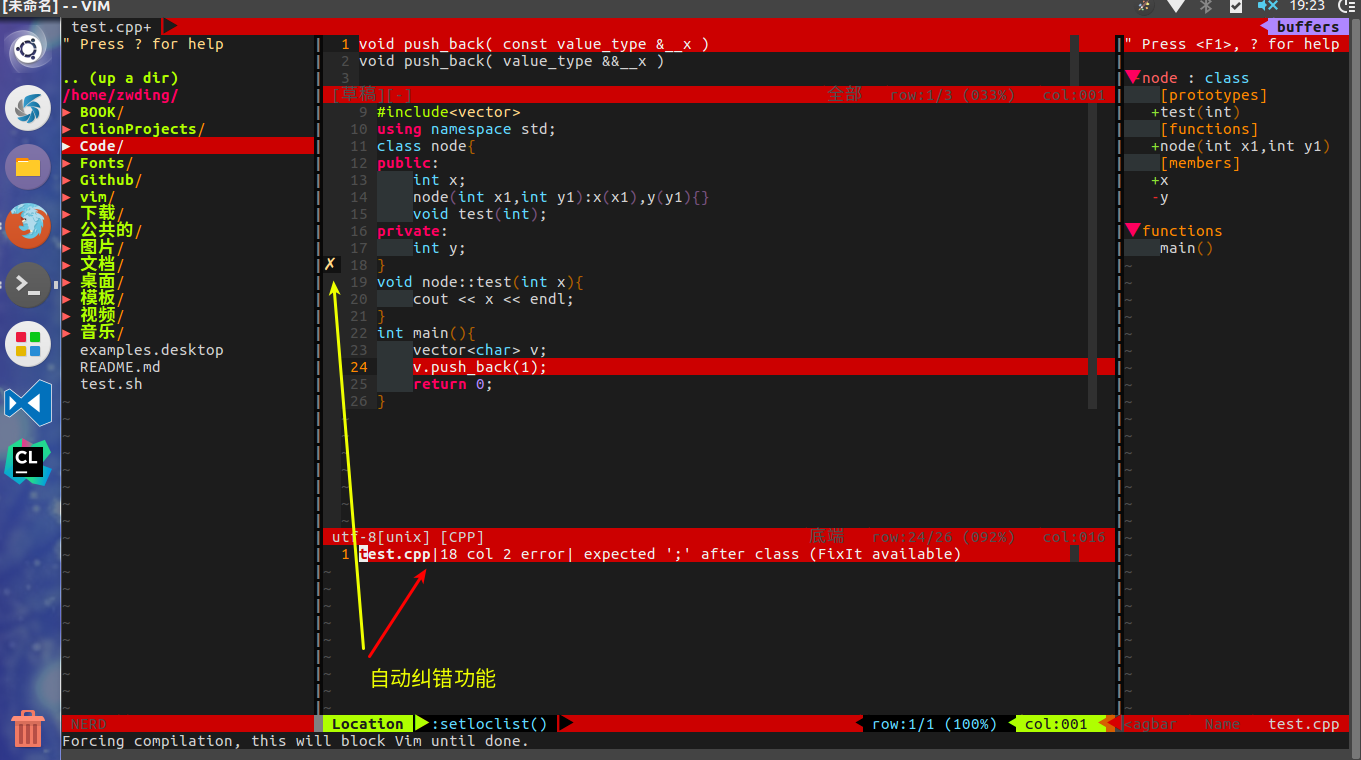 [未命名] - - VIM
19:23
test.cpp+
buffers
" Press ? for help
.. (up a dir)
/home/zwding/
▶ BOOK/
▶ ClionProjects/
▶ Code/
▶ Fonts/
▶ Github/
▶ vim/
▶ 下载/
▶ 公共的/
▶ 图片/
▶ 文档/
▶ 桌面/
▶ 模板/
▶ 视频/
▶ 音乐/
examples.desktop
README.md
test.sh
NERD
1 void push_back( const value_type &__x )
2 void push_back( value_type &&__x )
3
[草稿][-] 全部 row:1/3 (033%) col:001
9 #include<vector>
10 using namespace std;
11 class node{
12 public:
13 int x;
14 node(int x1,int y1):x(x1),y(y1){}
15 void test(int);
16 private:
17 int y;
✗ 18 }
19 void node::test(int x){
20 cout << x << endl;
21 }
22 int main(){
23 vector<char> v;
24 v.push_back(1);
25 return 0;
26 }
utf-8[unix] [CPP] 底端 row:24/26 (092%) col:016
1 test.cpp|18 col 2 error| expected ';' after class (FixIt available)
自动纠错功能
Location :setloclist() row:1/1 (100%) col:001
" Press <F1>, ? for help
▼node : class
[prototypes]
+test(int)
[functions]
+node(int x1,int y1)
[members]
+x
-y
▼functions
main()
<agbar Name test.cpp
Forcing compilation, this will block Vim until done.
CL